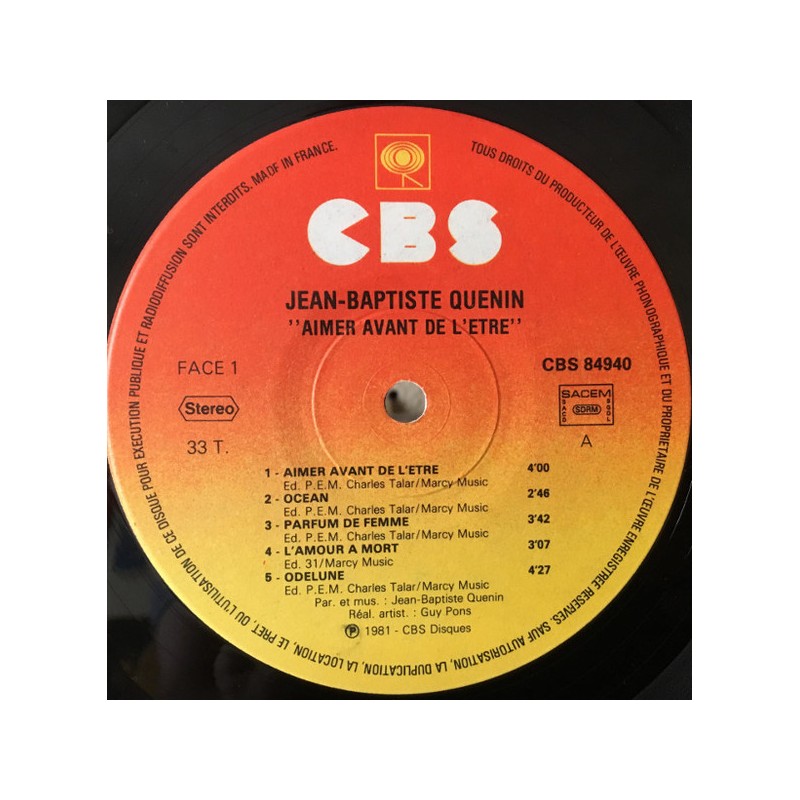 TOUS DROITS DU PRODUCTEUR DE L'ŒUVRE PHONOGRAPHIQUE ET DU PROPRIETAIRE DE L'ŒUVRE ENREGISTREE RESERVES. SAUF AUTORISATION, LA DUPLICATION, LA LOCATION, LE PRET, OU L'UTILISATION DE CE DISQUE POUR EXECUTION PUBLIQUE ET RADIODIFFUSION SONT INTERDITS. MADE IN FRANCE.
CBS
JEAN-BAPTISTE QUENIN
''AIMER AVANT DE L'ETRE''
FACE 1
CBS 84940
Stereo
SACEM
SACD SDRM SGDL
33 T.
A
1 - AIMER AVANT DE L'ETRE 4'00
Ed. P.E.M. Charles Talar/Marcy Music
2 - OCEAN 2'46
Ed. P.E.M. Charles Talar/Marcy Music
3 - PARFUM DE FEMME 3'42
Ed. P.E.M. Charles Talar/Marcy Music
4 - L'AMOUR A MORT 3'07
Ed. 31/Marcy Music
5 - ODELUNE 4'27
Ed. P.E.M. Charles Talar/Marcy Music
Par. et mus. : Jean-Baptiste Quenin
Réal. artist. : Guy Pons
℗ 1981 - CBS Disques